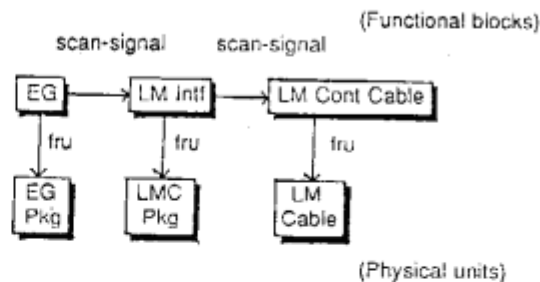 (Functional blocks)
scan-signal scan-signal
EG LM Intf LM Cont Cable
fru fru fru
EG LMC LM
Pkg Pkg Cable
(Physical units)